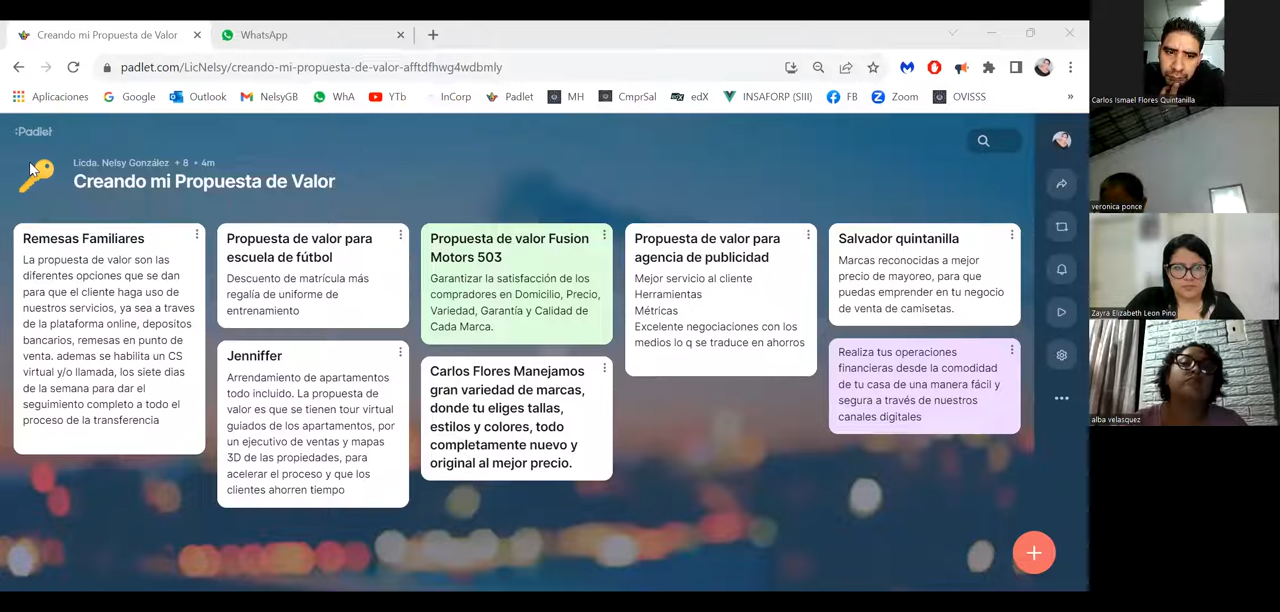 Creando mi Propuesta de Valor
WhatsApp
padlet.com/LicNelsy/creando-mi-propuesta-de-valor-afftdfhwg4wdbmly
Aplicaciones
Google
Outlook
NelsyGB
WhA
YTb
InCorp
Padlet
MH
CmprSal
edX
INSAFORP (SIII)
FB
Zoom
OVISSS
»
:Padlet
Licda. Nelsy González + 8 • 4m
Creando mi Propuesta de Valor
Remesas Familiares
La propuesta de valor son las
diferentes opciones que se dan
para que el cliente haga uso de
nuestros servicios, ya sea a traves
de la plataforma online, depositos
bancarios, remesas en punto de
venta. ademas se habilita un CS
virtual y/o llamada, los siete dias
de la semana para dar el
seguimiento completo a todo el
proceso de la transferencia
Propuesta de valor para
escuela de fútbol
Descuento de matrícula más
regalía de uniforme de
entrenamiento
Jenniffer
Arrendamiento de apartamentos
todo incluido. La propuesta de
valor es que se tienen tour virtual
guiados de los apartamentos, por
un ejecutivo de ventas y mapas
3D de las propiedades, para
acelerar el proceso y que los
clientes ahorren tiempo
Propuesta de valor Fusion
Motors 503
Garantizar la satisfacción de los
compradores en Domicilio, Precio,
Variedad, Garantía y Calidad de
Cada Marca.
Carlos Flores Manejamos
gran variedad de marcas,
donde tu eliges tallas,
estilos y colores, todo
completamente nuevo y
original al mejor precio.
Propuesta de valor para
agencia de publicidad
Mejor servicio al cliente
Herramientas
Métricas
Excelente negociaciones con los
medios lo q se traduce en ahorros
Salvador quintanilla
Marcas reconocidas a mejor
precio de mayoreo, para que
puedas emprender en tu negocio
de venta de camisetas.
Realiza tus operaciones
financieras desde la comodidad
de tu casa de una manera fácil y
segura a través de nuestros
canales digitales
Carlos Ismael Flores Quintanilla
veronica ponce
Zayra Elizabeth Leon Pino
alba velasquez